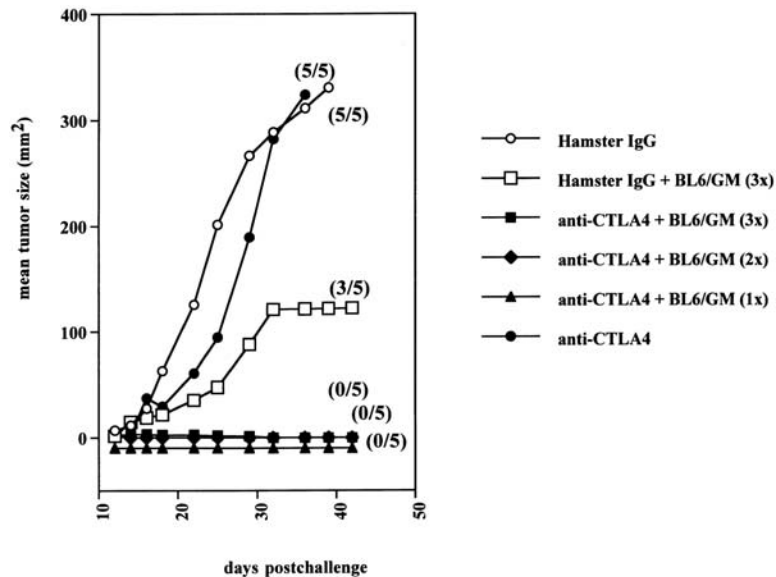 400
300
200
100
0
mean tumor size (mm²)
10
20
30
40
50
days postchallenge
(5/5)
(5/5)
(3/5)
(0/5)
(0/5)
(0/5)
Hamster IgG
Hamster IgG + BL6/GM (3x)
anti-CTLA4 + BL6/GM (3x)
anti-CTLA4 + BL6/GM (2x)
anti-CTLA4 + BL6/GM (1x)
anti-CTLA4